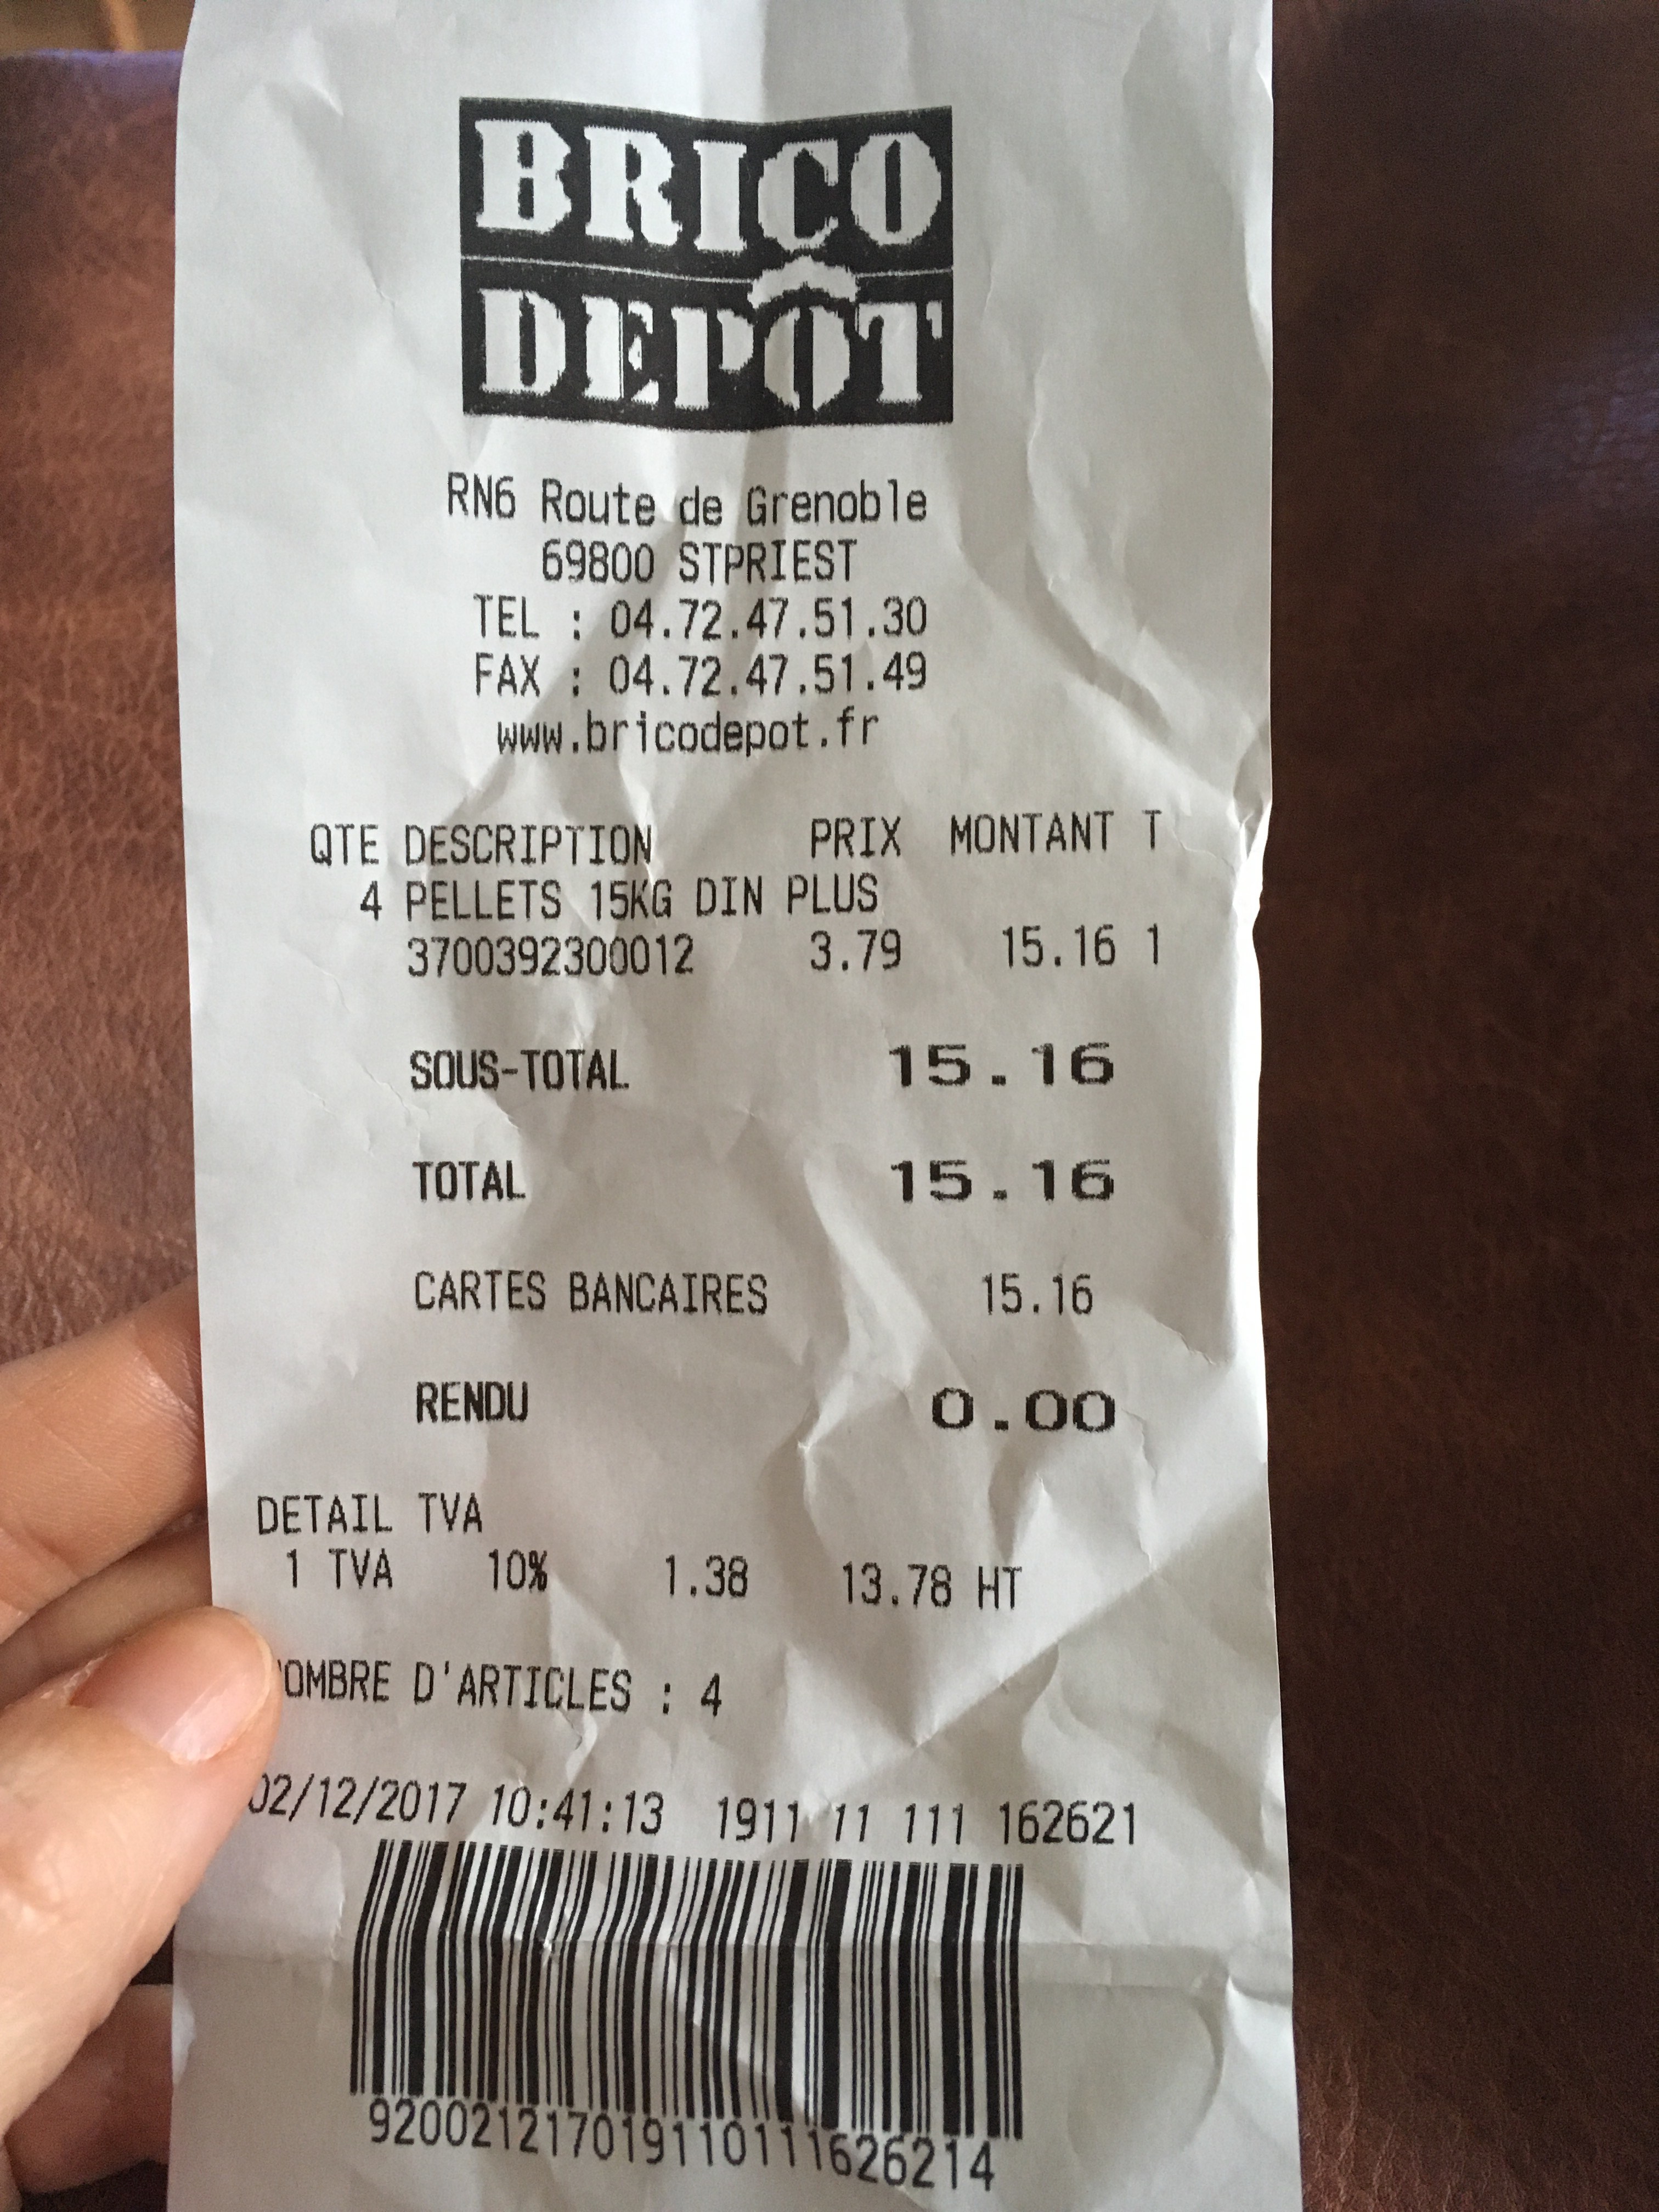 BRICO
DEPÔT
RN6 Route de Grenoble
69800 STPRIEST
TEL : 04.72.47.51.30
FAX : 04.72.47.51.49
www.bricodepot.fr
QTE DESCRIPTION PRIX MONTANT T
4 PELLETS 15KG DIN PLUS
3700392300012 3.79 15.16 1
SOUS-TOTAL 15.16
TOTAL 15.16
CARTES BANCAIRES 15.16
RENDU 0.00
DETAIL TVA
1 TVA 10% 1.38 13.78 HT
OMBRE D'ARTICLES : 4
02/12/2017 10:41:13 1911 11 111 162621
9200212170191101111626214